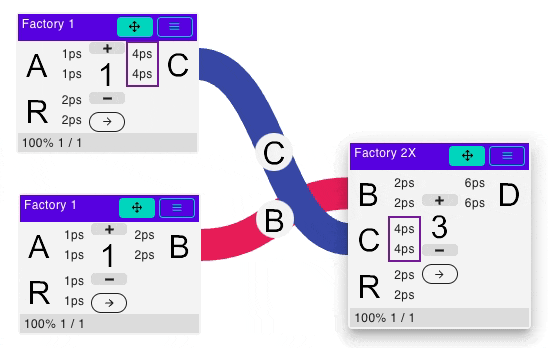 Factory 1
A 1ps 1ps + 1 4ps 4ps C
R 2ps 2ps − →
100% 1 / 1
C
B
Factory 1
A 1ps 1ps + 1 2ps 2ps B
R 1ps 1ps − →
100% 1 / 1
Factory 2X
B 2ps 2ps + 6ps 6ps D
C 4ps 4ps 3 −
R 2ps 2ps →
100% 1 / 1